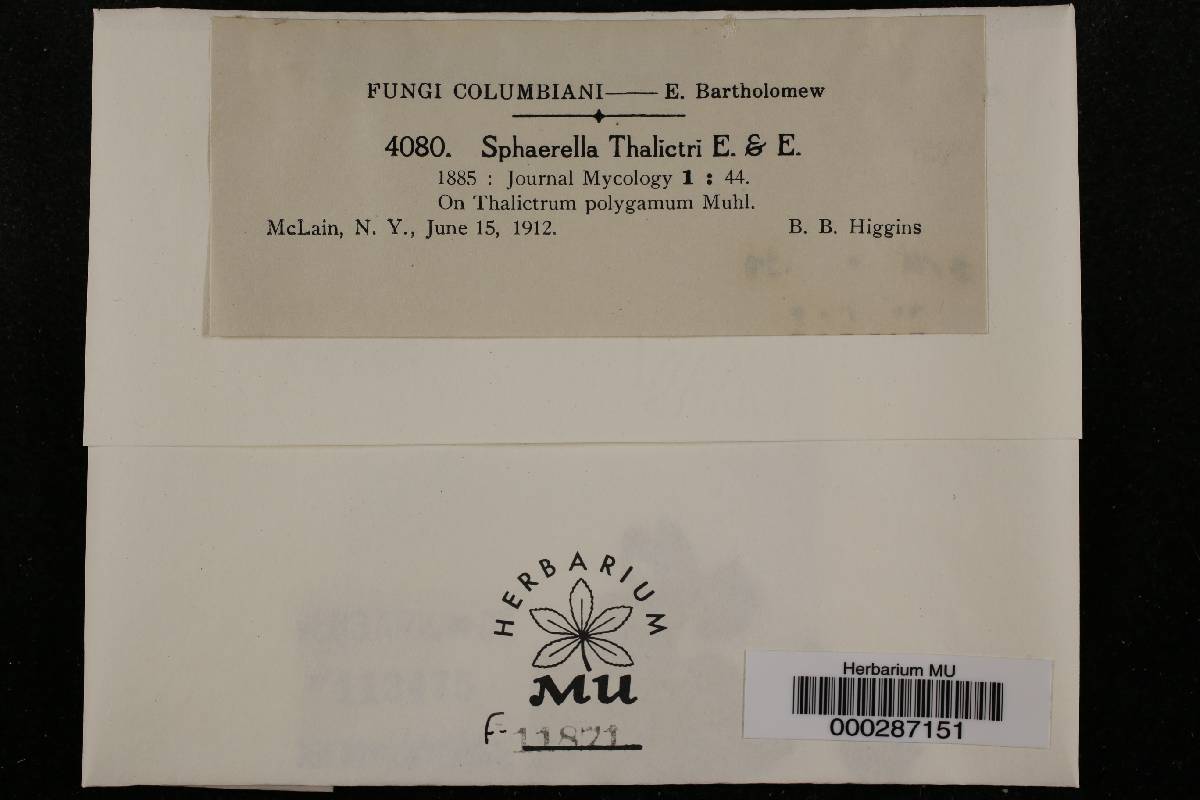 FUNGI COLUMBIANI—— E. Bartholomew
4080. Sphaerella Thalictri E. & E.
1885 : Journal Mycology 1 : 44.
On Thalictrum polygamum Muhl.
McLain, N. Y., June 15, 1912. B. B. Higgins
HERBARIUM
MU
F-11871
Herbarium MU
000287151